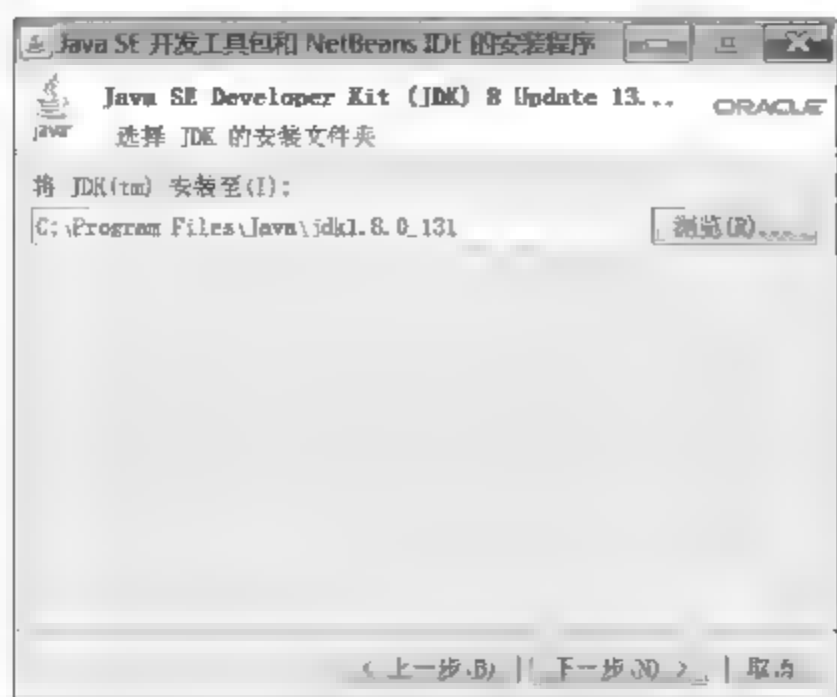 Java SE 开发工具包和 NetBeans IDE 的安装程序
Java SE Developer Kit (JDK) 8 Update 13...
ORACLE
Java
选择 JDK 的安装文件夹
将 JDK(tm) 安装至(I):
C:\Program Files\Java\jdk1.8.0_131
浏览(R)...
< 上一步(B)
下一步(N) >
取消